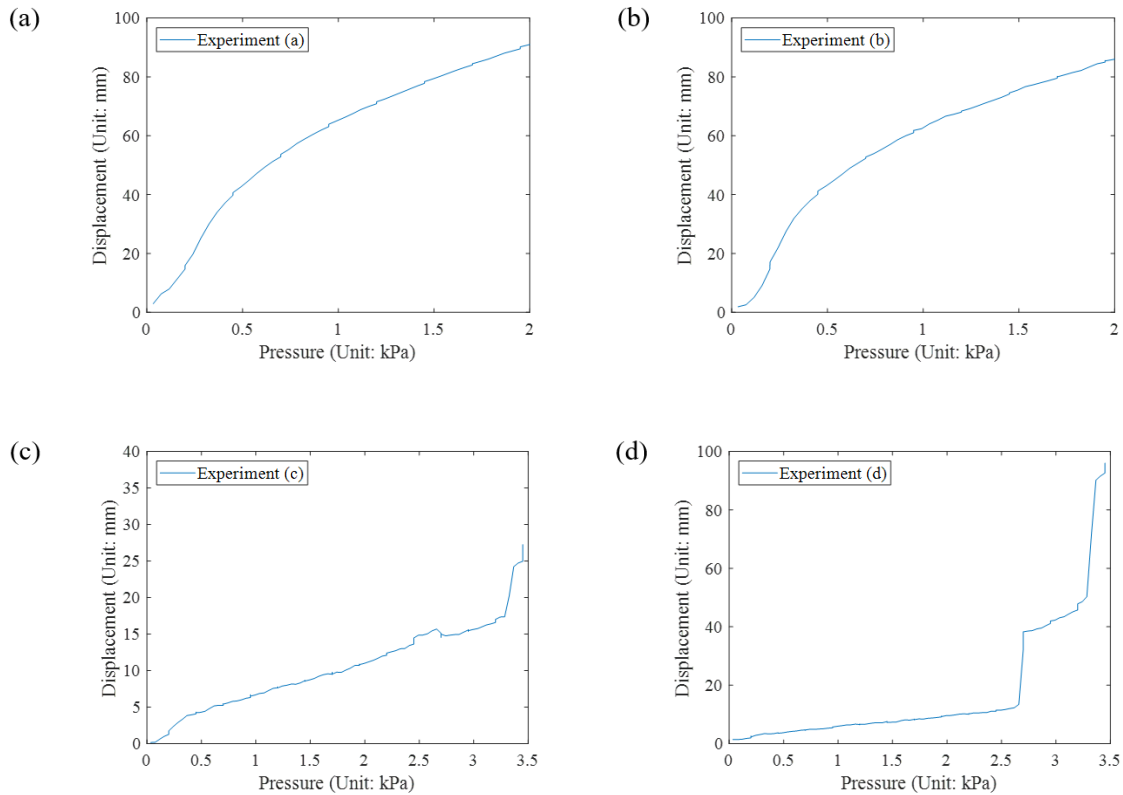 (a)
100
80
60
40
20
0
Displacement (Unit: mm)
Experiment (a)
0 0.5 1 1.5 2
Pressure (Unit: kPa)
(b)
100
80
60
40
20
0
Displacement (Unit: mm)
Experiment (b)
0 0.5 1 1.5 2
Pressure (Unit: kPa)
(c)
40
35
30
25
20
15
10
5
0
Displacement (Unit: mm)
Experiment (c)
0 0.5 1 1.5 2 2.5 3 3.5
Pressure (Unit: kPa)
(d)
100
80
60
40
20
0
Displacement (Unit: mm)
Experiment (d)
0 0.5 1 1.5 2 2.5 3 3.5
Pressure (Unit: kPa)